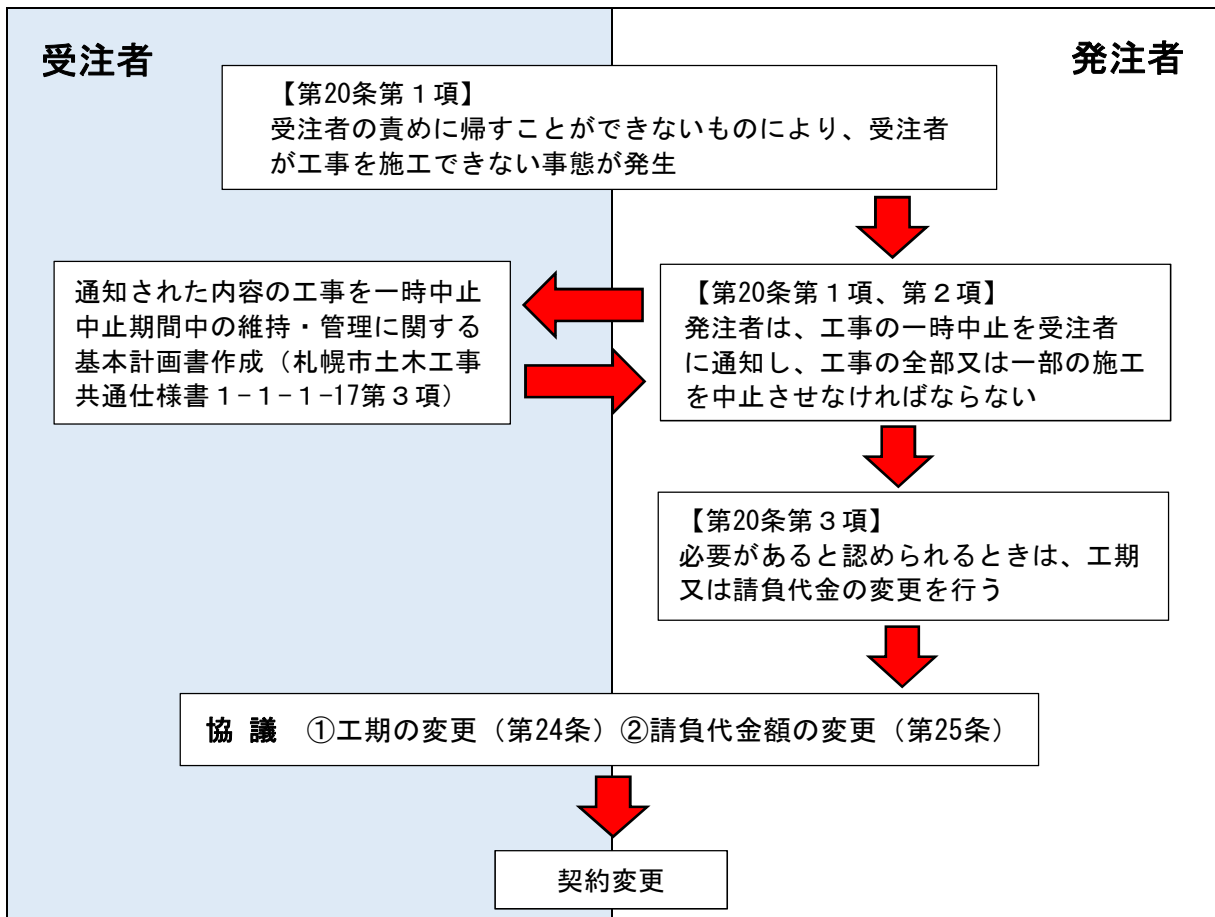 受注者
発注者
【第20条第１項】
受注者の責めに帰すことができないものにより、受注者
が工事を施工できない事態が発生
通知された内容の工事を一時中止
中止期間中の維持・管理に関する
基本計画書作成（札幌市土木工事
共通仕様書１-１-１-17第３項）
【第20条第１項、第２項】
発注者は、工事の一時中止を受注者
に通知し、工事の全部又は一部の施工
を中止させなければならない
【第20条第３項】
必要があると認められるときは、工期
又は請負代金の変更を行う
協 議　①工期の変更（第24条）②請負代金額の変更（第25条）
契約変更